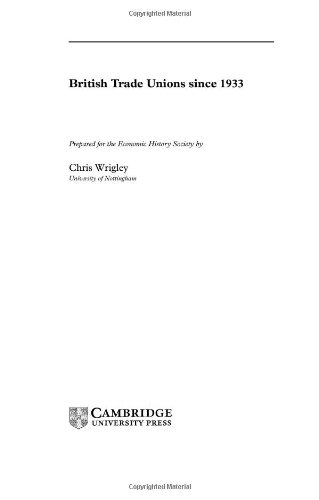 Copyrighted Material
British Trade Unions since 1933
Prepared for the Economic History Society by
Chris Wrigley
University of Nottingham
CAMBRIDGE
UNIVERSITY PRESS
Copyrighted Material